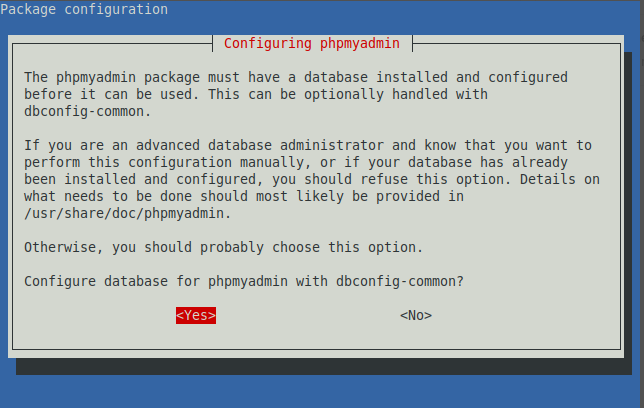 Package configuration
Configuring phpmyadmin
The phpmyadmin package must have a database installed and configured
before it can be used. This can be optionally handled with
dbconfig-common.
If you are an advanced database administrator and know that you want to
perform this configuration manually, or if your database has already
been installed and configured, you should refuse this option. Details on
what needs to be done should most likely be provided in
/usr/share/doc/phpmyadmin.
Otherwise, you should probably choose this option.
Configure database for phpmyadmin with dbconfig-common?
<Yes> <No>